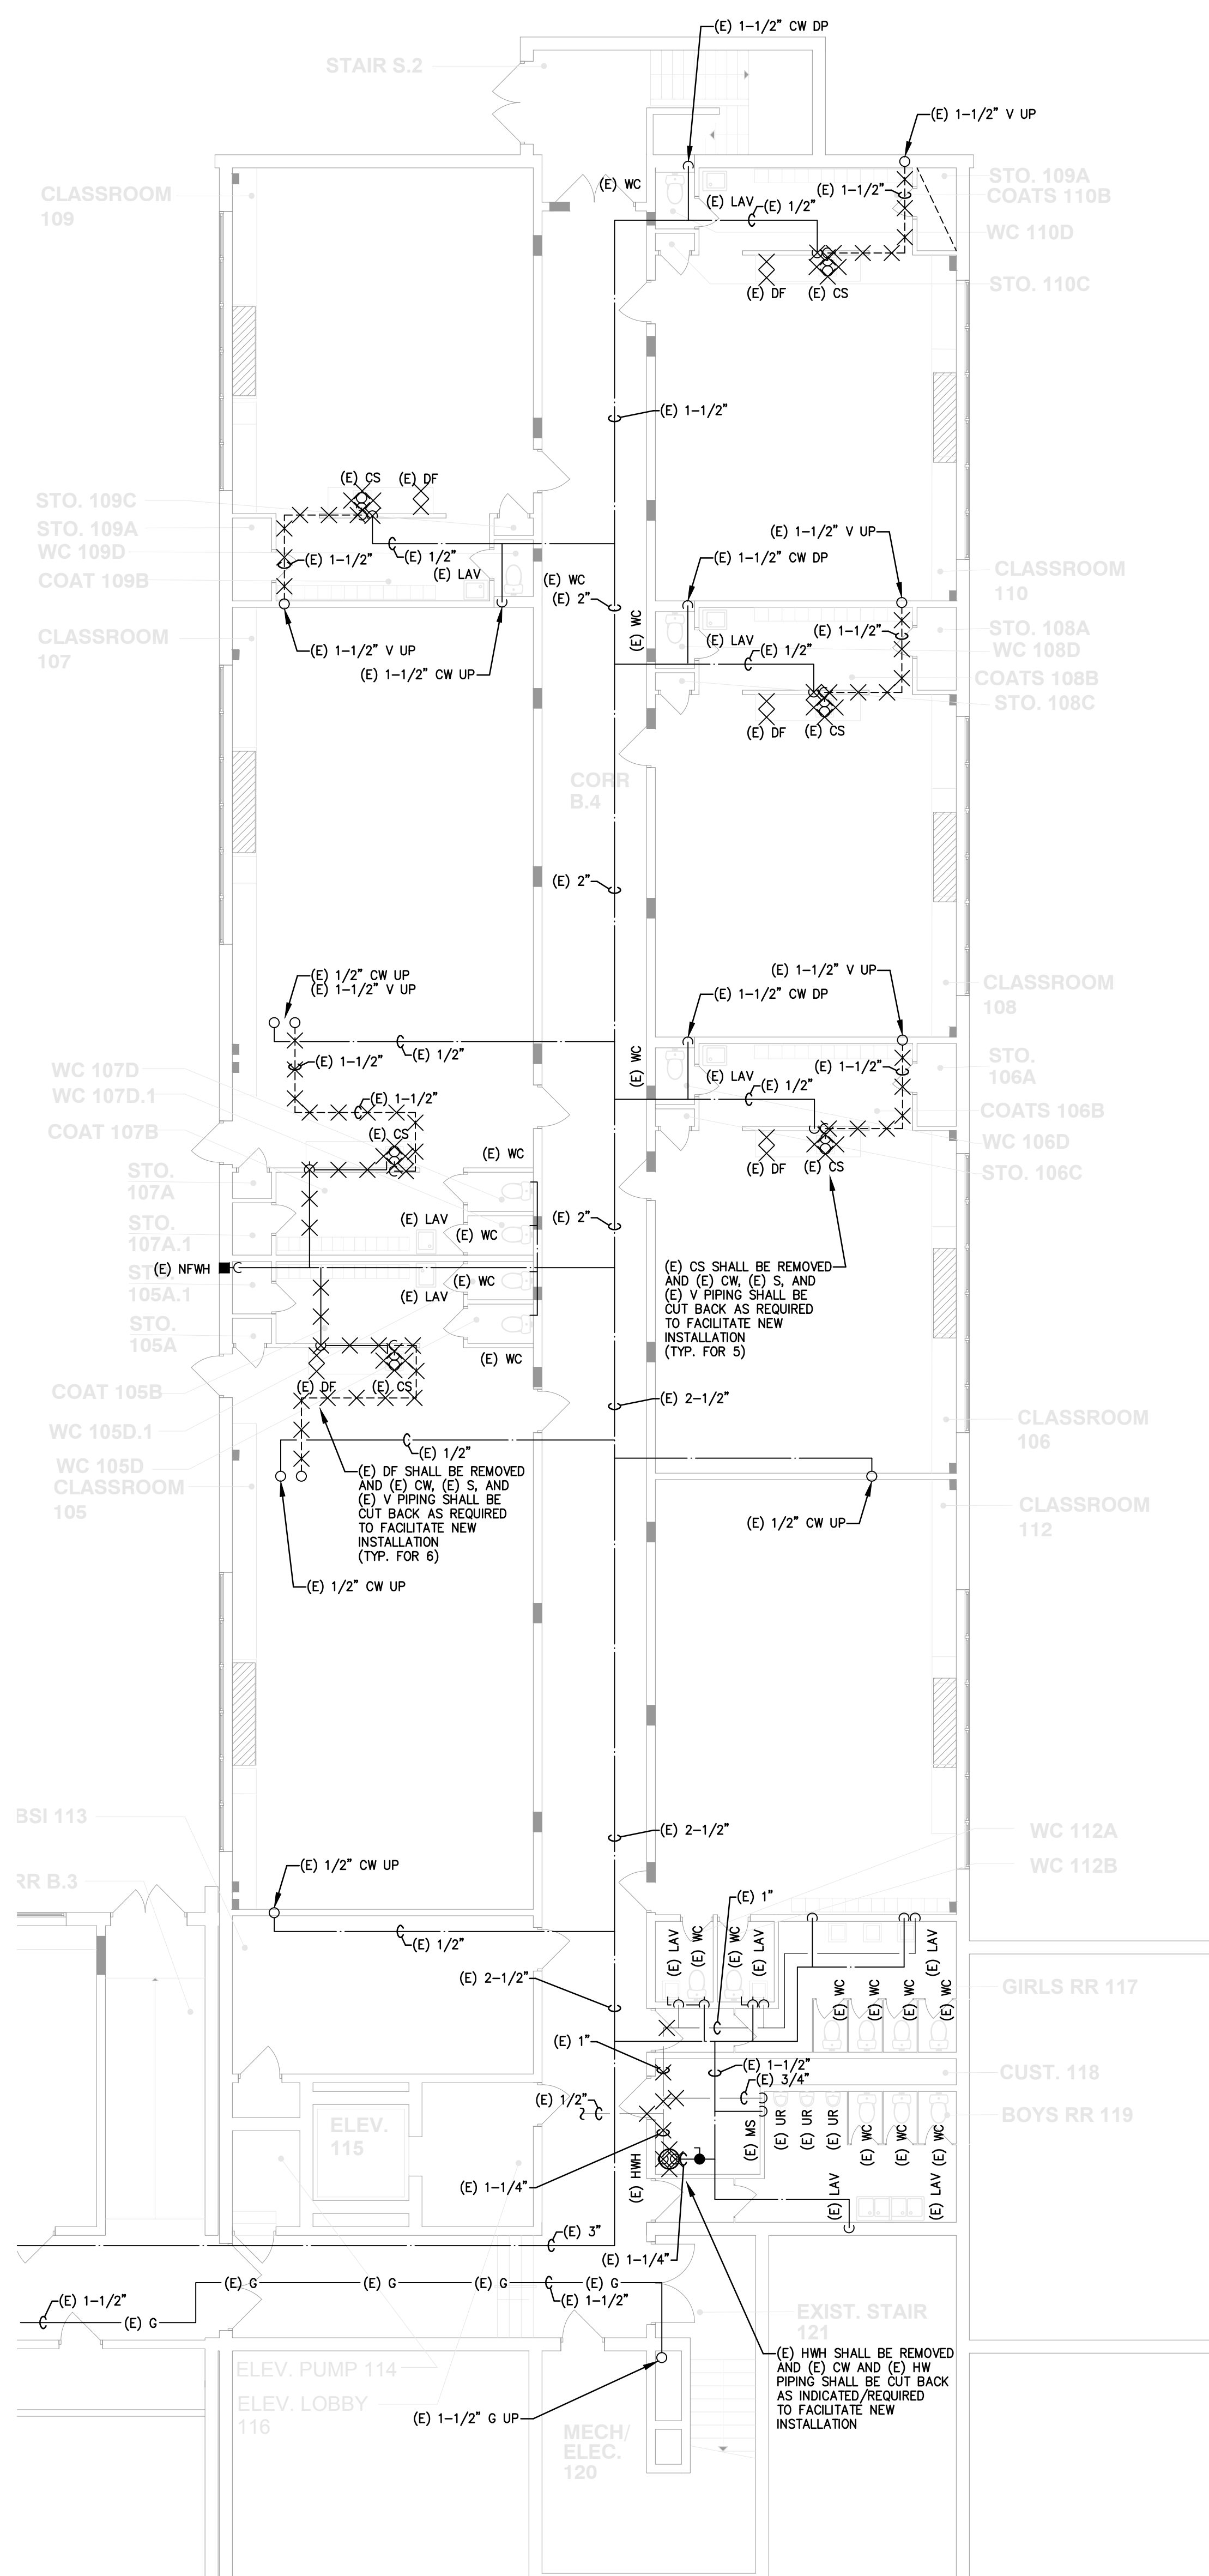 (E) 1-1/2" CW DP
STAIR S.2
(E) 1-1/2" V UP
STO. 109A
COATS 110B
CLASSROOM
109
(E) WC
(E) 1-1/2"
(E) LAV
(E) 1/2"
WC 110D
STO. 110C
(E) DF
(E) CS
(E) 1-1/2"
(E) CS
(E) DF
STO. 109C
STO. 109A
WC 109D
COAT 109B
(E) 1-1/2"
(E) 1/2"
(E) LAV
(E) WC
(E) 2"
(E) 1-1/2" V UP
(E) 1-1/2" CW DP
CLASSROOM
110
CLASSROOM
107
(E) 1-1/2" V UP
(E) 1-1/2" CW UP
(E) WC
(E) LAV
(E) 1/2"
(E) 1-1/2"
STO. 108A
WC 108D
COATS 108B
STO. 108C
(E) DF
(E) CS
CORR
B.4
(E) 2"
(E) 1/2" CW UP
(E) 1-1/2" V UP
(E) 1-1/2" V UP
(E) 1-1/2" CW DP
CLASSROOM
108
(E) 1/2"
(E) 1-1/2"
(E) WC
(E) LAV
(E) 1/2"
(E) 1-1/2"
STO.
106A
COATS 106B
WC 106D
STO. 106C
WC 107D
WC 107D.1
COAT 107B
(E) 1-1/2"
(E) CS
(E) WC
(E) DF
(E) CS
STO.
107A
STO.
107A.1
(E) LAV
(E) WC
(E) 2"
(E) NFWH
STO.
105A.1
STO.
105A
(E) WC
(E) LAV
(E) WC
(E) CS SHALL BE REMOVED
AND (E) CW, (E) S, AND
(E) V PIPING SHALL BE
CUT BACK AS REQUIRED
TO FACILITATE NEW
INSTALLATION
(TYP. FOR 5)
COAT 105B
WC 105D.1
WC 105D
CLASSROOM
105
(E) DF
(E) CS
(E) 2-1/2"
CLASSROOM
106
(E) 1/2"
(E) DF SHALL BE REMOVED
AND (E) CW, (E) S, AND
(E) V PIPING SHALL BE
CUT BACK AS REQUIRED
TO FACILITATE NEW
INSTALLATION
(TYP. FOR 6)
CLASSROOM
112
(E) 1/2" CW UP
(E) 1/2" CW UP
BSI 113
(E) 2-1/2"
WC 112A
WC 112B
(E) 1/2" CW UP
RR B.3
(E) 1"
(E) 1/2"
(E) LAV
(E) WC
(E) WC
(E) LAV
(E) LAV
(E) 2-1/2"
(E) WC
(E) WC
(E) WC
(E) WC
GIRLS RR 117
(E) 1"
(E) 1-1/2"
(E) 3/4"
CUST. 118
(E) 1/2"
BOYS RR 119
(E) MS
(E) UR
(E) UR
(E) UR
(E) WC
(E) WC
(E) WC
ELEV.
115
(E) HWH
(E) 1-1/4"
(E) LAV
(E) LAV
(E) 3"
(E) 1-1/4"
(E) G
(E) G
(E) G
(E) G
(E) 1-1/2"
(E) 1-1/2"
(E) G
EXIST. STAIR
121
ELEV. PUMP 114
ELEV. LOBBY
116
(E) 1-1/2" G UP
MECH/
ELEC.
120
(E) HWH SHALL BE REMOVED
AND (E) CW AND (E) HW
PIPING SHALL BE CUT BACK
AS INDICATED/REQUIRED
TO FACILITATE NEW
INSTALLATION